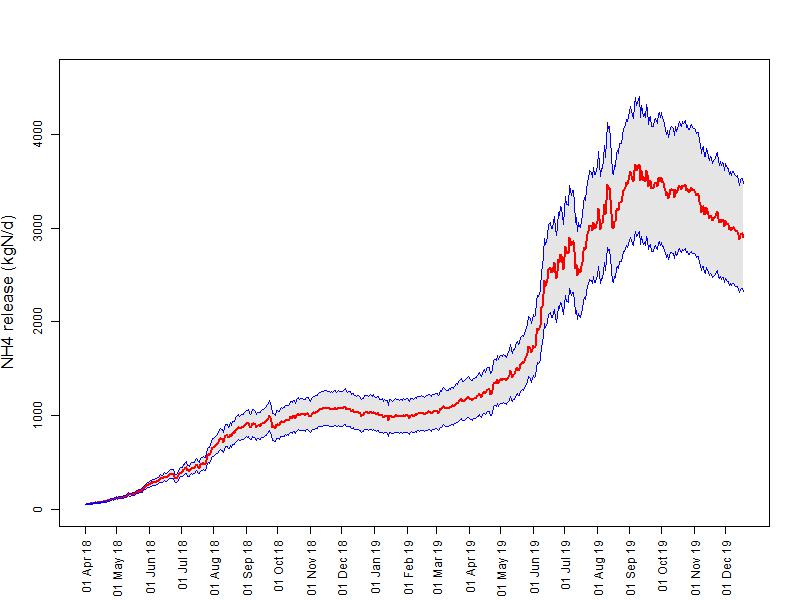 NH4 release (kgN/d)
4000
3000
2000
1000
0
01 Apr 18
01 May 18
01 Jun 18
01 Jul 18
01 Aug 18
01 Sep 18
01 Oct 18
01 Nov 18
01 Dec 18
01 Jan 19
01 Feb 19
01 Mar 19
01 Apr 19
01 May 19
01 Jun 19
01 Jul 19
01 Aug 19
01 Sep 19
01 Oct 19
01 Nov 19
01 Dec 19